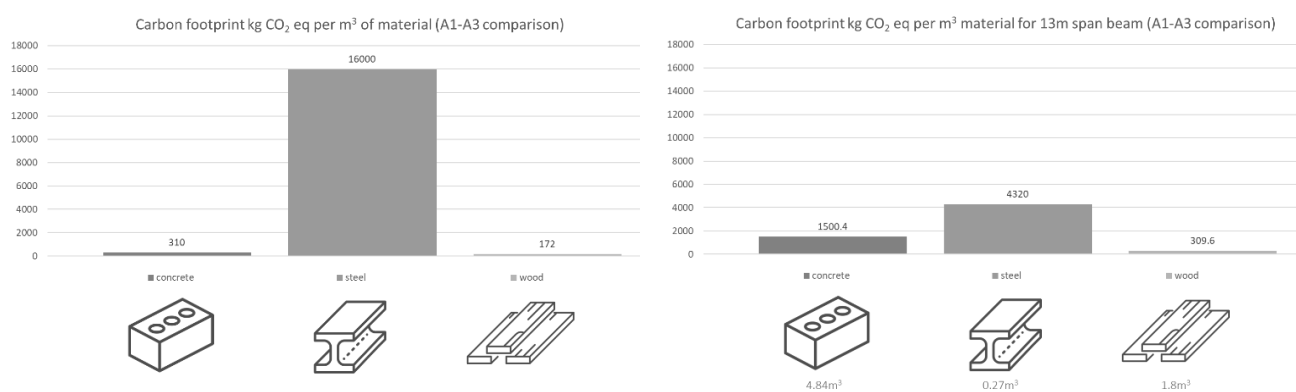 Carbon footprint kg CO₂ eq per m³ of material (A1-A3 comparison)
18000
16000
14000
12000
10000
8000
6000
4000
2000
0
310
16000
172
concrete
steel
wood
Carbon footprint kg CO₂ eq per m³ material for 13m span beam (A1-A3 comparison)
18000
16000
14000
12000
10000
8000
6000
4000
2000
0
1500.4
4320
309.6
concrete
steel
wood
4.84m³
0.27m³
1.8m³